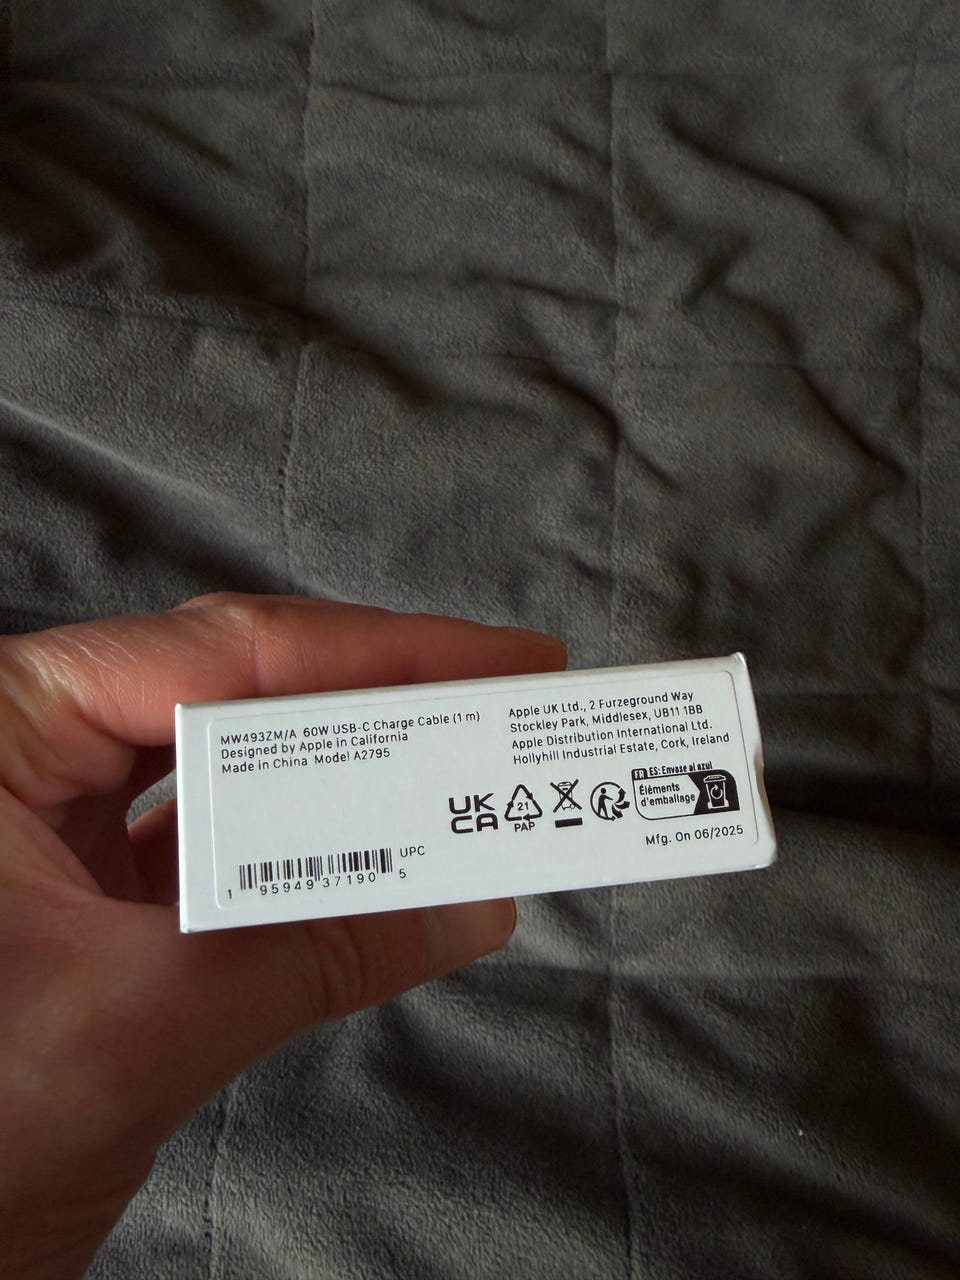 MW493ZM/A 60W USB-C Charge Cable (1 m)
Designed by Apple in California
Made in China Model A2795
Apple UK Ltd., 2 Furzeground Way
Stockley Park, Middlesex, UB11 1BB
Apple Distribution International Ltd.
Hollyhill Industrial Estate, Cork, Ireland
FR ES: Envase al azul
Éléments
d'emballage
UK
CA
21
PAP
Mfg. On 06/2025
UPC
1 95949 37190 5